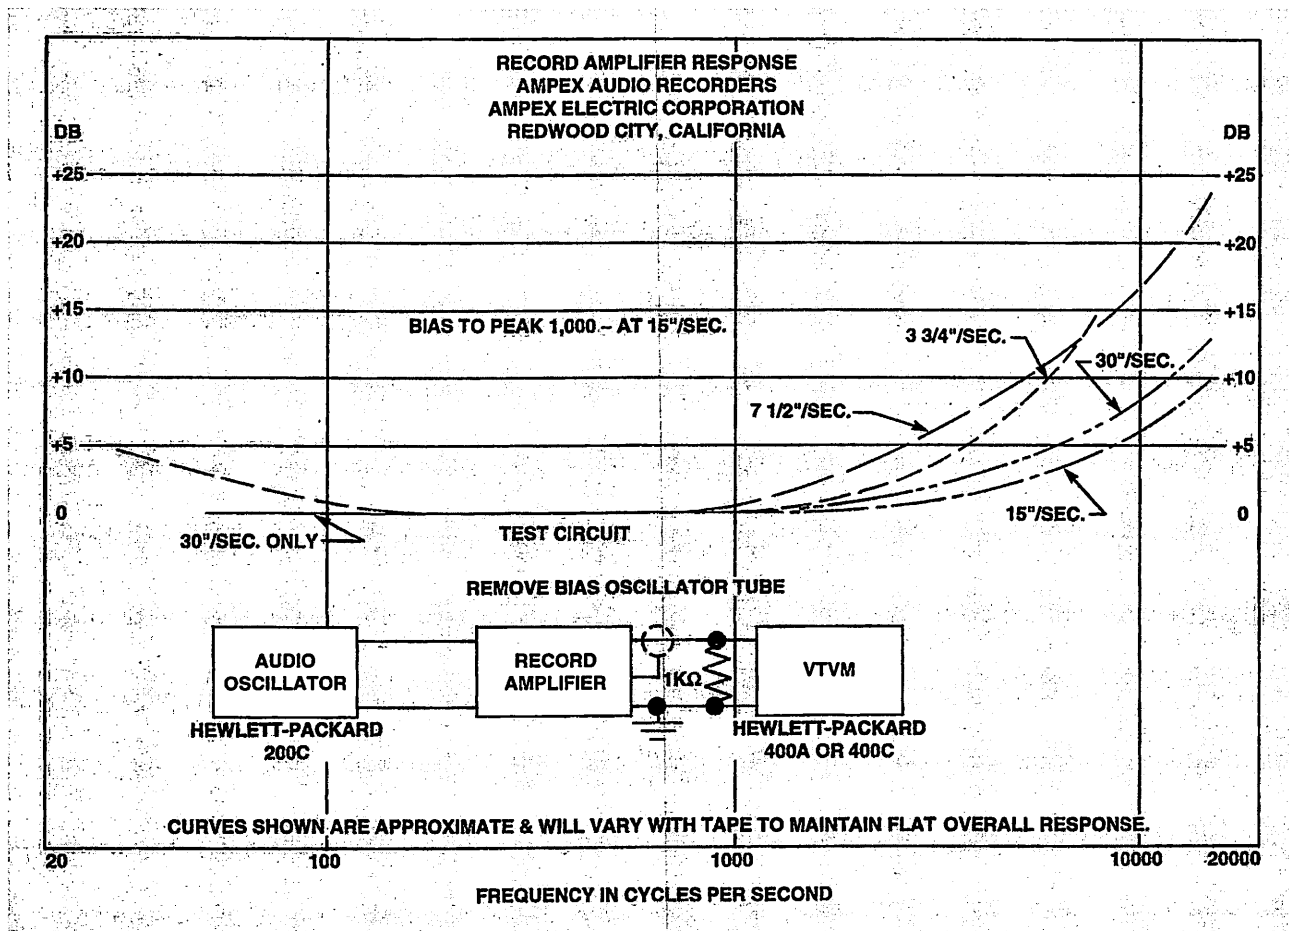 RECORD AMPLIFIER RESPONSE
AMPEX AUDIO RECORDERS
AMPEX ELECTRIC CORPORATION
REDWOOD CITY, CALIFORNIA
DB
DB
+25
+25
+20
+20
+15
+15
BIAS TO PEAK 1,000 ~ AT 15"/SEC.
3 3/4"/SEC.
30"/SEC.
+10
+10
7 1/2"/SEC.
+5
+5
0
15"/SEC.
0
30"/SEC. ONLY
TEST CIRCUIT
REMOVE BIAS OSCILLATOR TUBE
AUDIO
OSCILLATOR
RECORD
AMPLIFIER
1KΩ
VTVM
HEWLETT-PACKARD
200C
HEWLETT-PACKARD
400A OR 400C
CURVES SHOWN ARE APPROXIMATE & WILL VARY WITH TAPE TO MAINTAIN FLAT OVERALL RESPONSE.
20
100
1000
10000
20000
FREQUENCY IN CYCLES PER SECOND